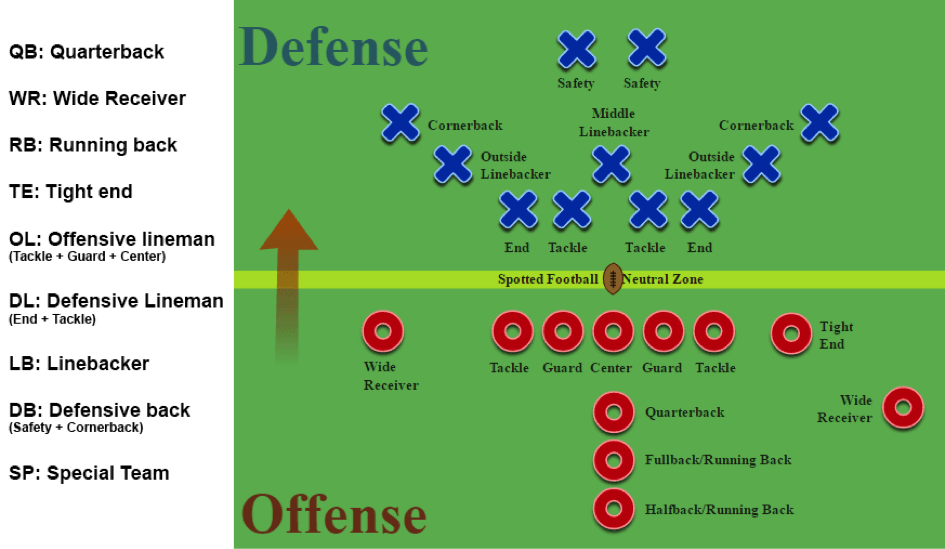 QB: Quarterback
WR: Wide Receiver
RB: Running back
TE: Tight end
OL: Offensive lineman
(Tackle + Guard + Center)
DL: Defensive Lineman
(End + Tackle)
LB: Linebacker
DB: Defensive back
(Safety + Cornerback)
SP: Special Team
Defense
Safety Safety
Cornerback
Middle
Linebacker
Cornerback
Outside
Linebacker
Outside
Linebacker
End Tackle Tackle End
Spotted Football Neutral Zone
Wide
Receiver
Tackle Guard Center Guard Tackle
Tight
End
Quarterback
Wide
Receiver
Fullback/Running Back
Halfback/Running Back
Offense